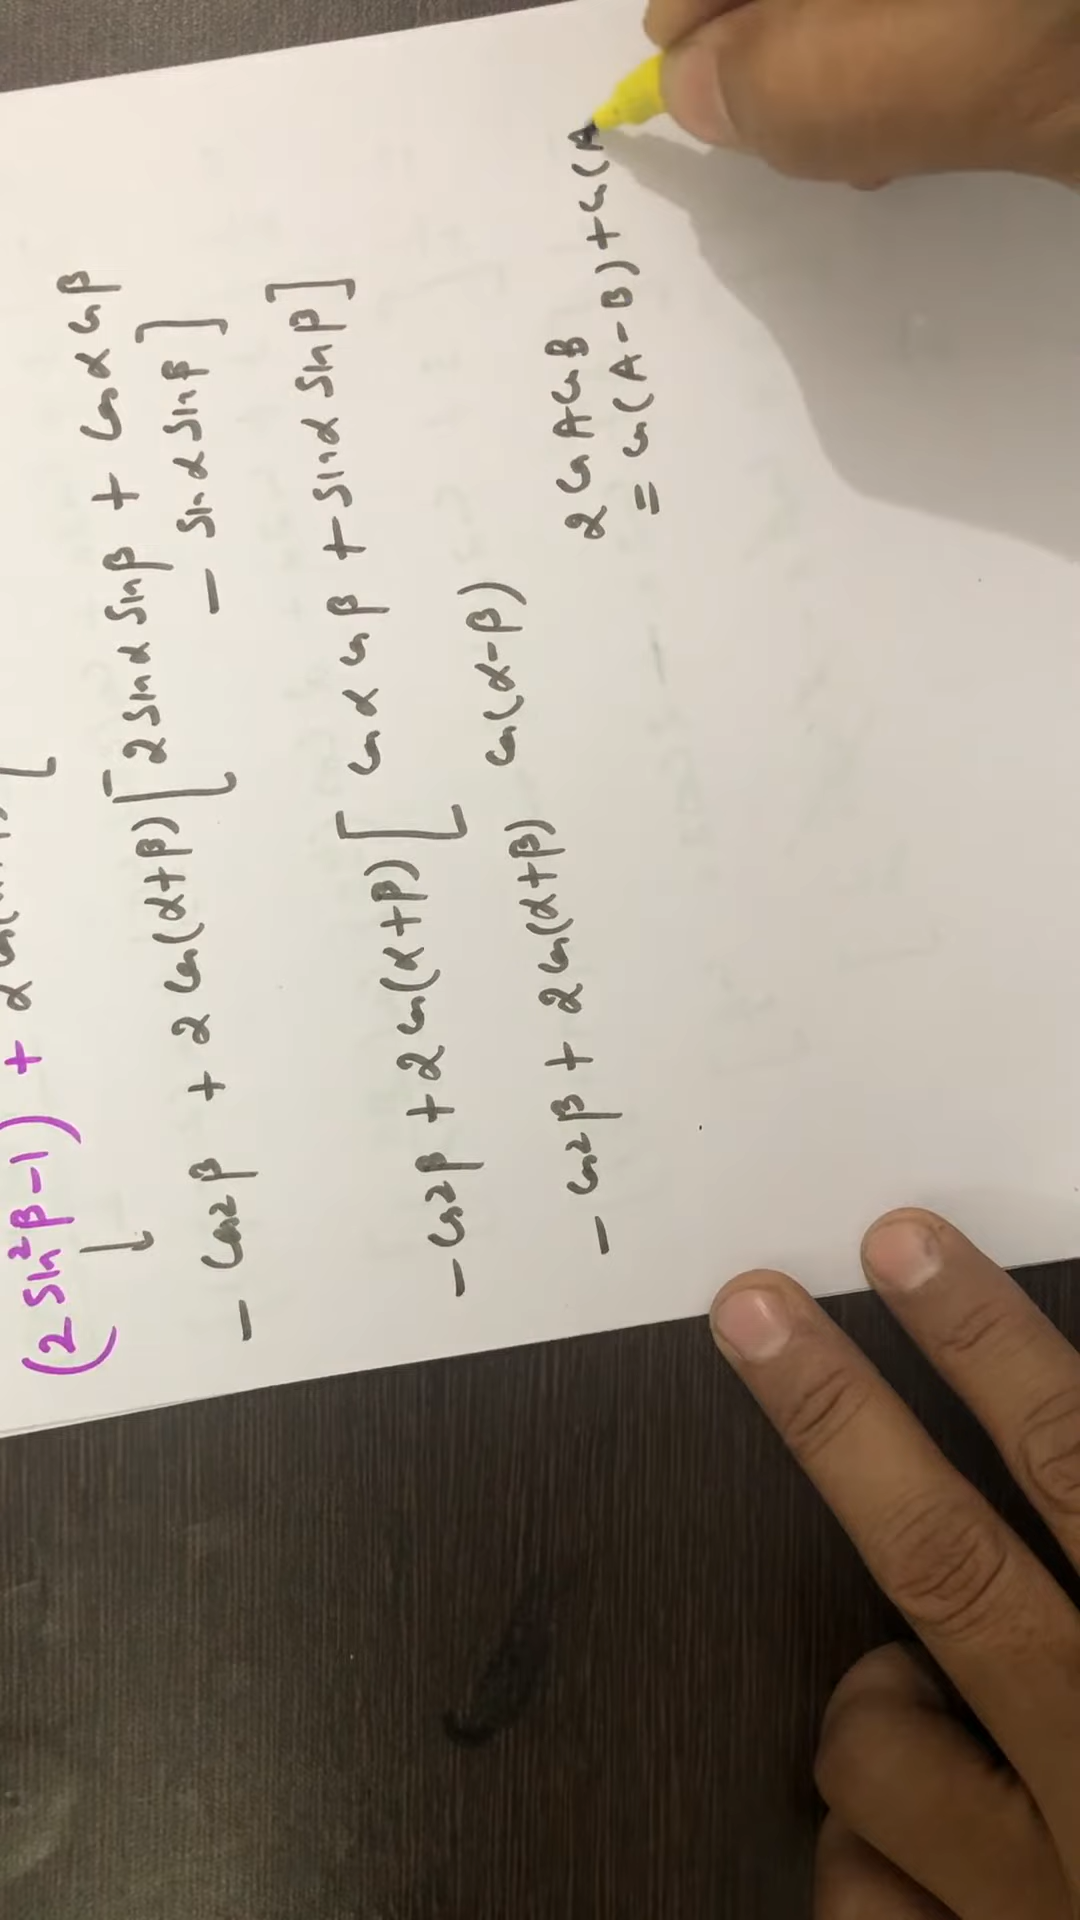 (2 sin²β-1) + 2
- cos2β + 2 cos(α+β) [2 sinα sinβ + cosα cosβ
- sinα sinβ]
- cos2β + 2 cos(α+β) [cosα cosβ + sinα sinβ]
- cos2β + 2 cos(α+β) cos(α-β)
2 cos A cos B
= cos(A-B) + cos(A